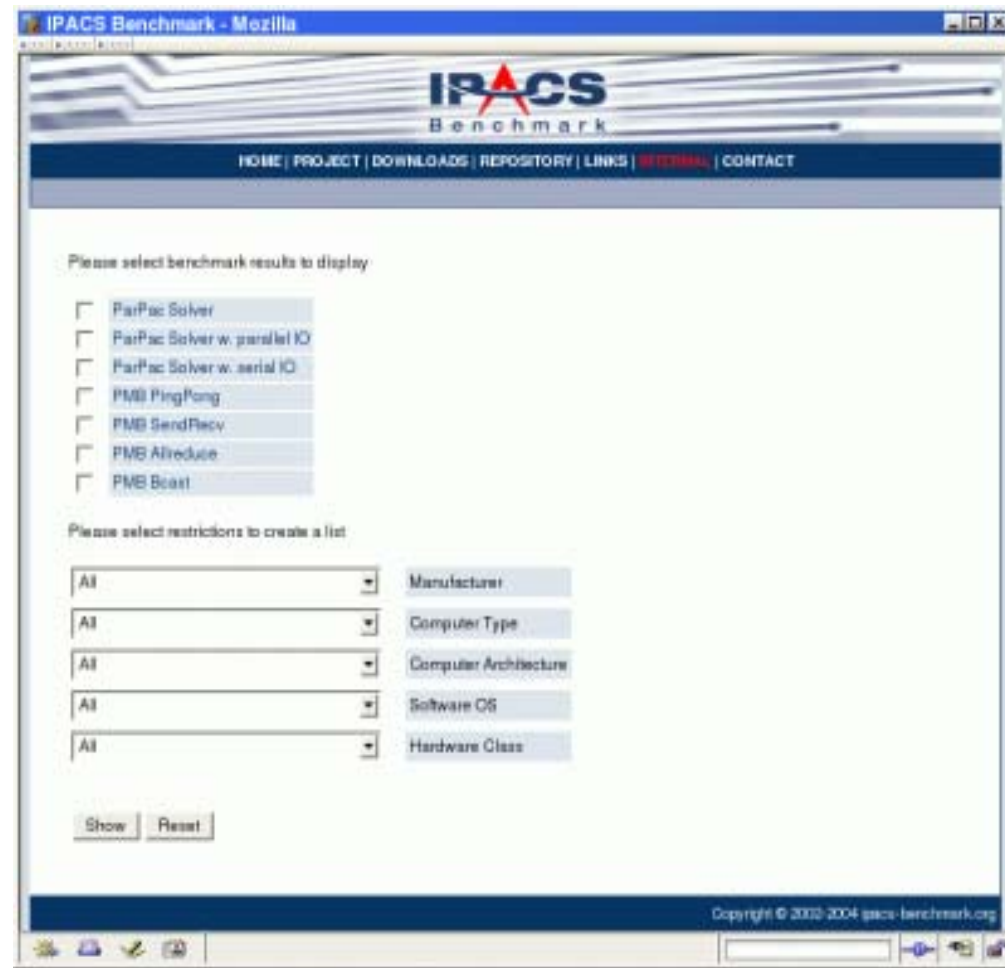 IPACS Benchmark - Mozilla
IPACS
Benchmark
HOME | PROJECT | DOWNLOADS | REPOSITORY | LINKS | INTERNAL | CONTACT
Please select benchmark results to display
ParPac Solver
ParPac Solver w. parallel IO
ParPac Solver w. serial IO
PMB PingPong
PMB SendRecv
PMB Allreduce
PMB Bcast
Please select restrictions to create a list
All Manufacturer
All Computer Type
All Computer Architecture
All Software OS
All Hardware Class
Show Reset
Copyright © 2002-2004 ipacs-benchmark.org